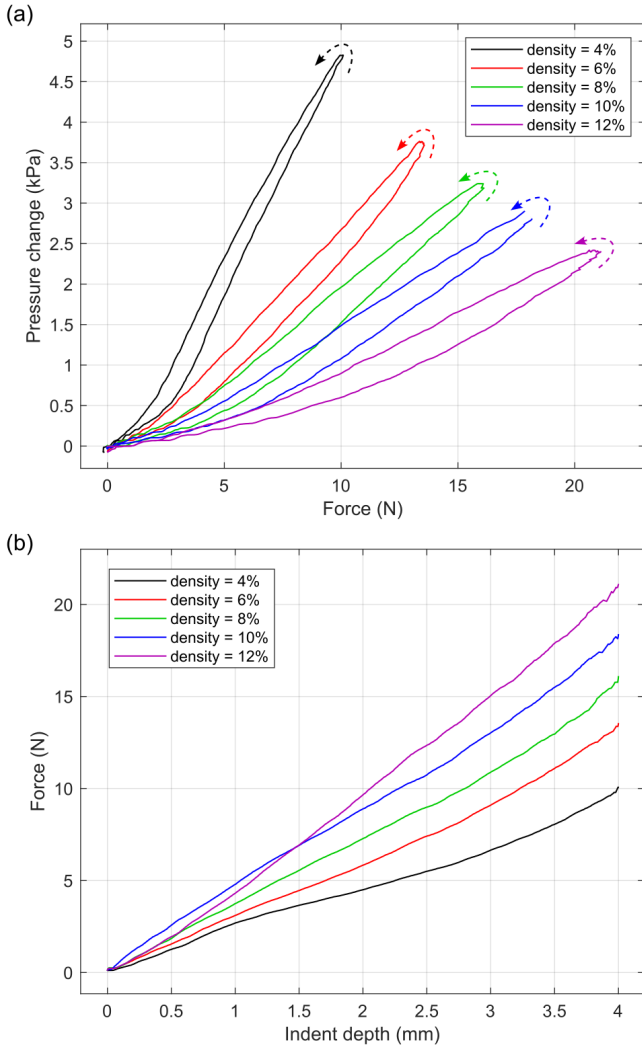 (a)
5
4.5
4
3.5
3
2.5
2
1.5
1
0.5
0
Pressure change (kPa)
density = 4%
density = 6%
density = 8%
density = 10%
density = 12%
0 5 10 15 20
Force (N)
(b)
20
15
10
5
0
Force (N)
density = 4%
density = 6%
density = 8%
density = 10%
density = 12%
0 0.5 1 1.5 2 2.5 3 3.5 4
Indent depth (mm)